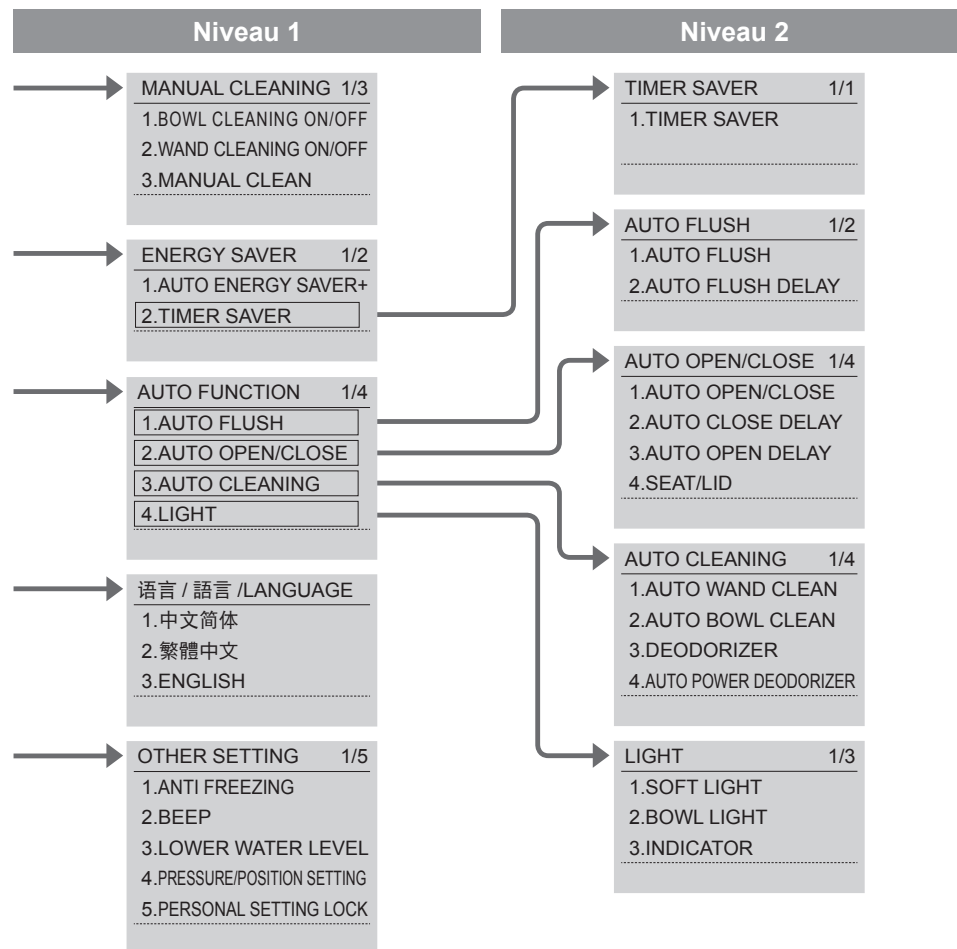 Niveau 1
MANUAL CLEANING 1/3
1.BOWL CLEANING ON/OFF
2.WAND CLEANING ON/OFF
3.MANUAL CLEAN
ENERGY SAVER 1/2
1.AUTO ENERGY SAVER+
2.TIMER SAVER
AUTO FUNCTION 1/4
1.AUTO FLUSH
2.AUTO OPEN/CLOSE
3.AUTO CLEANING
4.LIGHT
语言 / 語言 /LANGUAGE
1.中文简体
2.繁體中文
3.ENGLISH
OTHER SETTING 1/5
1.ANTI FREEZING
2.BEEP
3.LOWER WATER LEVEL
4.PRESSURE/POSITION SETTING
5.PERSONAL SETTING LOCK
Niveau 2
TIMER SAVER 1/1
1.TIMER SAVER
AUTO FLUSH 1/2
1.AUTO FLUSH
2.AUTO FLUSH DELAY
AUTO OPEN/CLOSE 1/4
1.AUTO OPEN/CLOSE
2.AUTO CLOSE DELAY
3.AUTO OPEN DELAY
4.SEAT/LID
AUTO CLEANING 1/4
1.AUTO WAND CLEAN
2.AUTO BOWL CLEAN
3.DEODORIZER
4.AUTO POWER DEODORIZER
LIGHT 1/3
1.SOFT LIGHT
2.BOWL LIGHT
3.INDICATOR